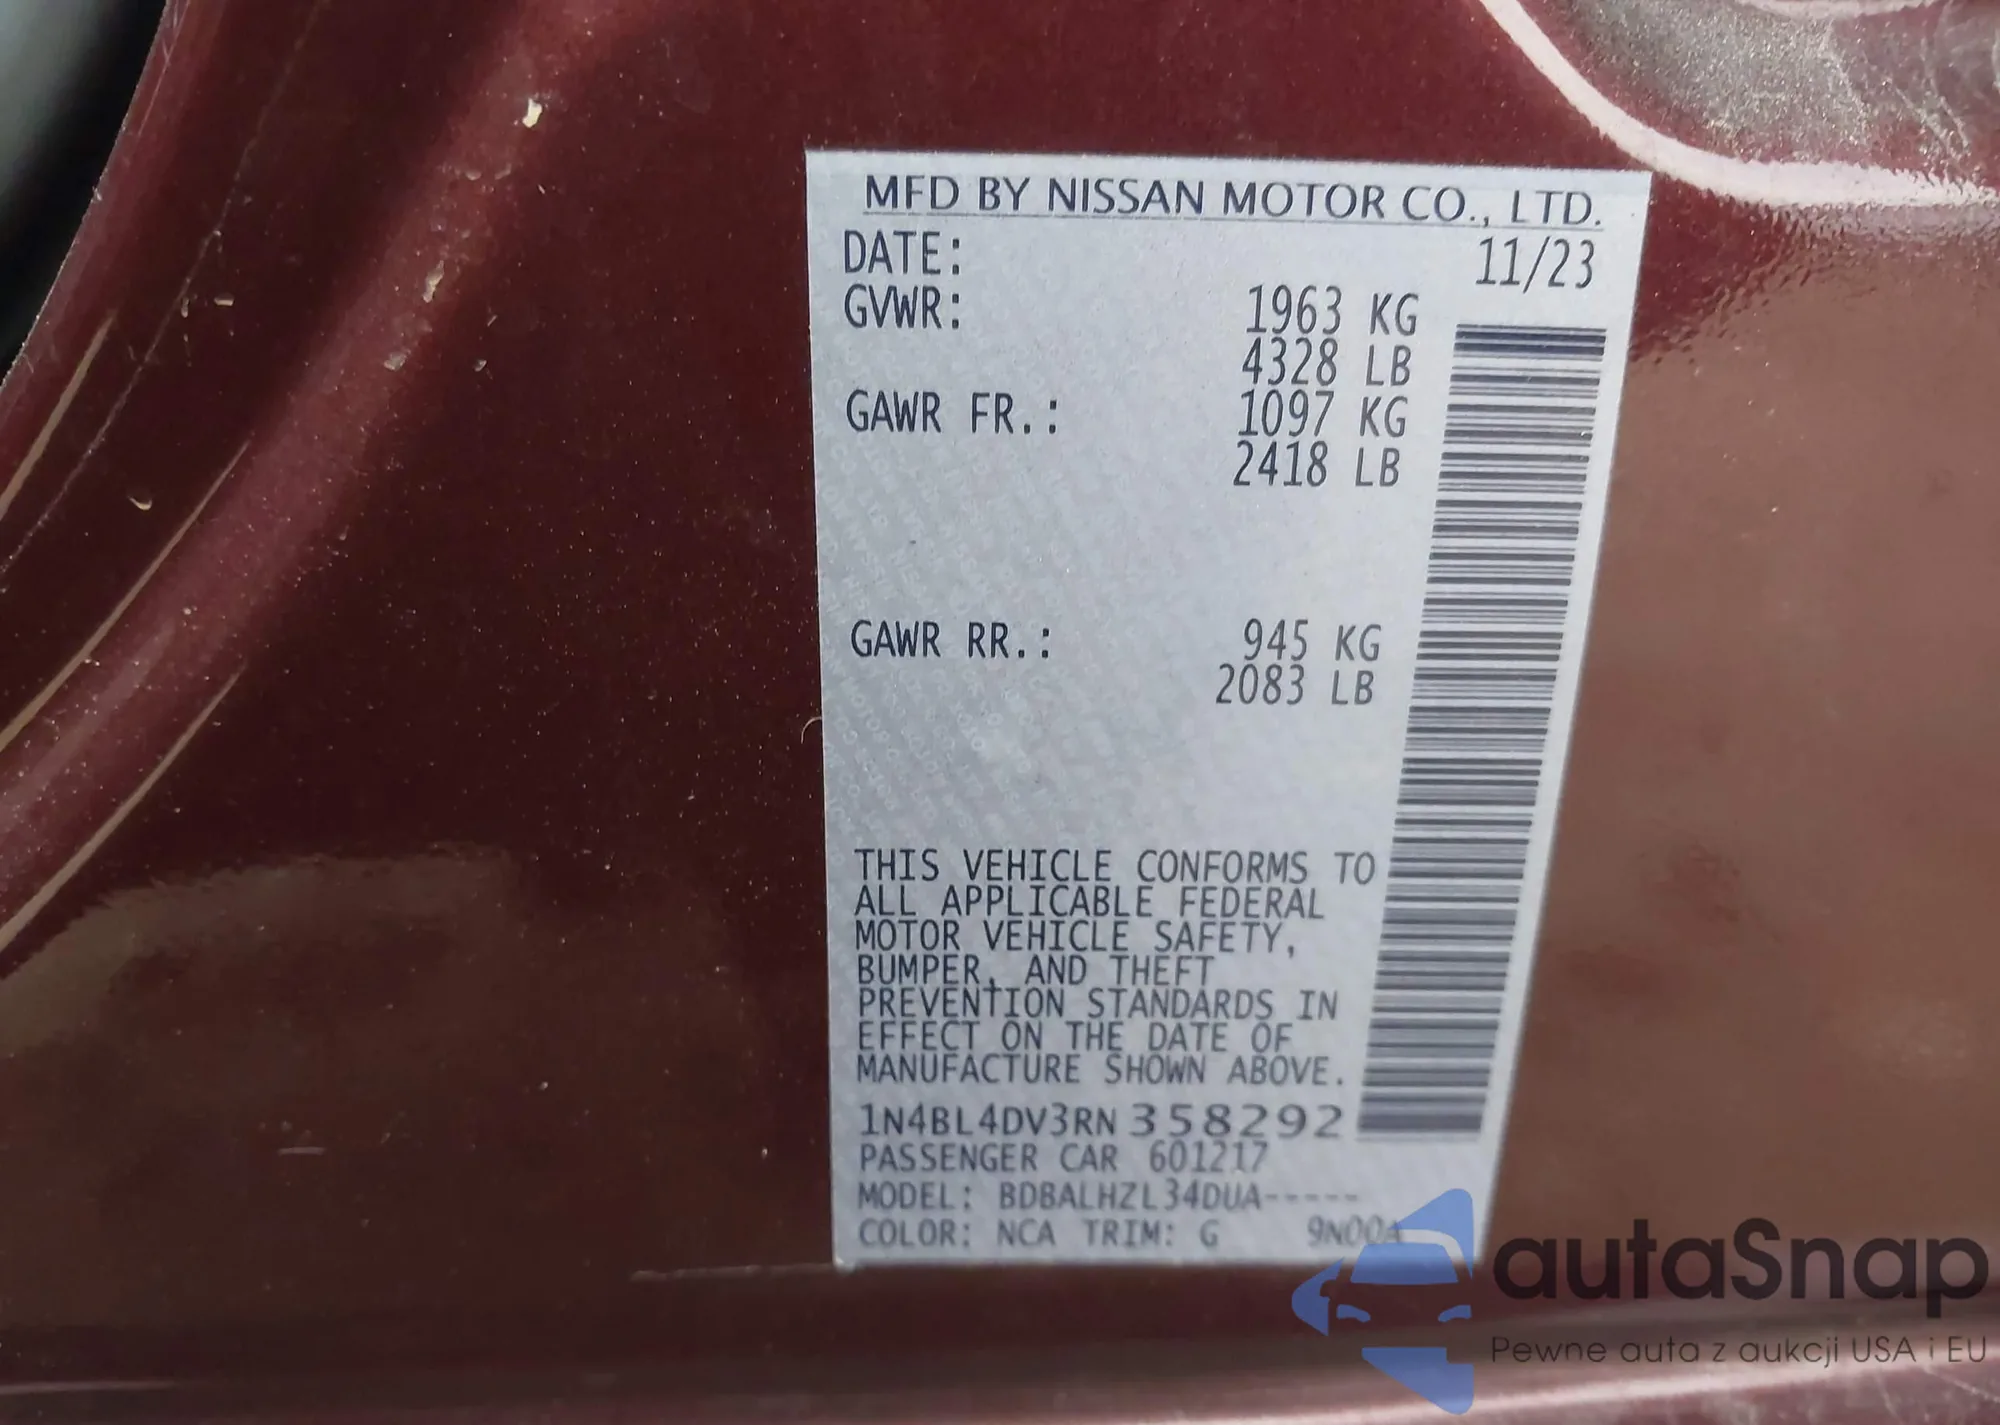 MFD BY NISSAN MOTOR CO., LTD.
DATE: 11/23
GVWR: 1963 KG
4328 LB
GAWR FR.: 1097 KG
2418 LB
GAWR RR.: 945 KG
2083 LB
THIS VEHICLE CONFORMS TO
ALL APPLICABLE FEDERAL
MOTOR VEHICLE SAFETY,
BUMPER, AND THEFT
PREVENTION STANDARDS IN
EFFECT ON THE DATE OF
MANUFACTURE SHOWN ABOVE.
1N4BL4DV3RN358292
PASSENGER CAR 601217
MODEL: BDBALHZL34DUA-----
COLOR: NCA TRIM: G 9N00A
autaSnap
Pewne auta z aukcji USA i EU